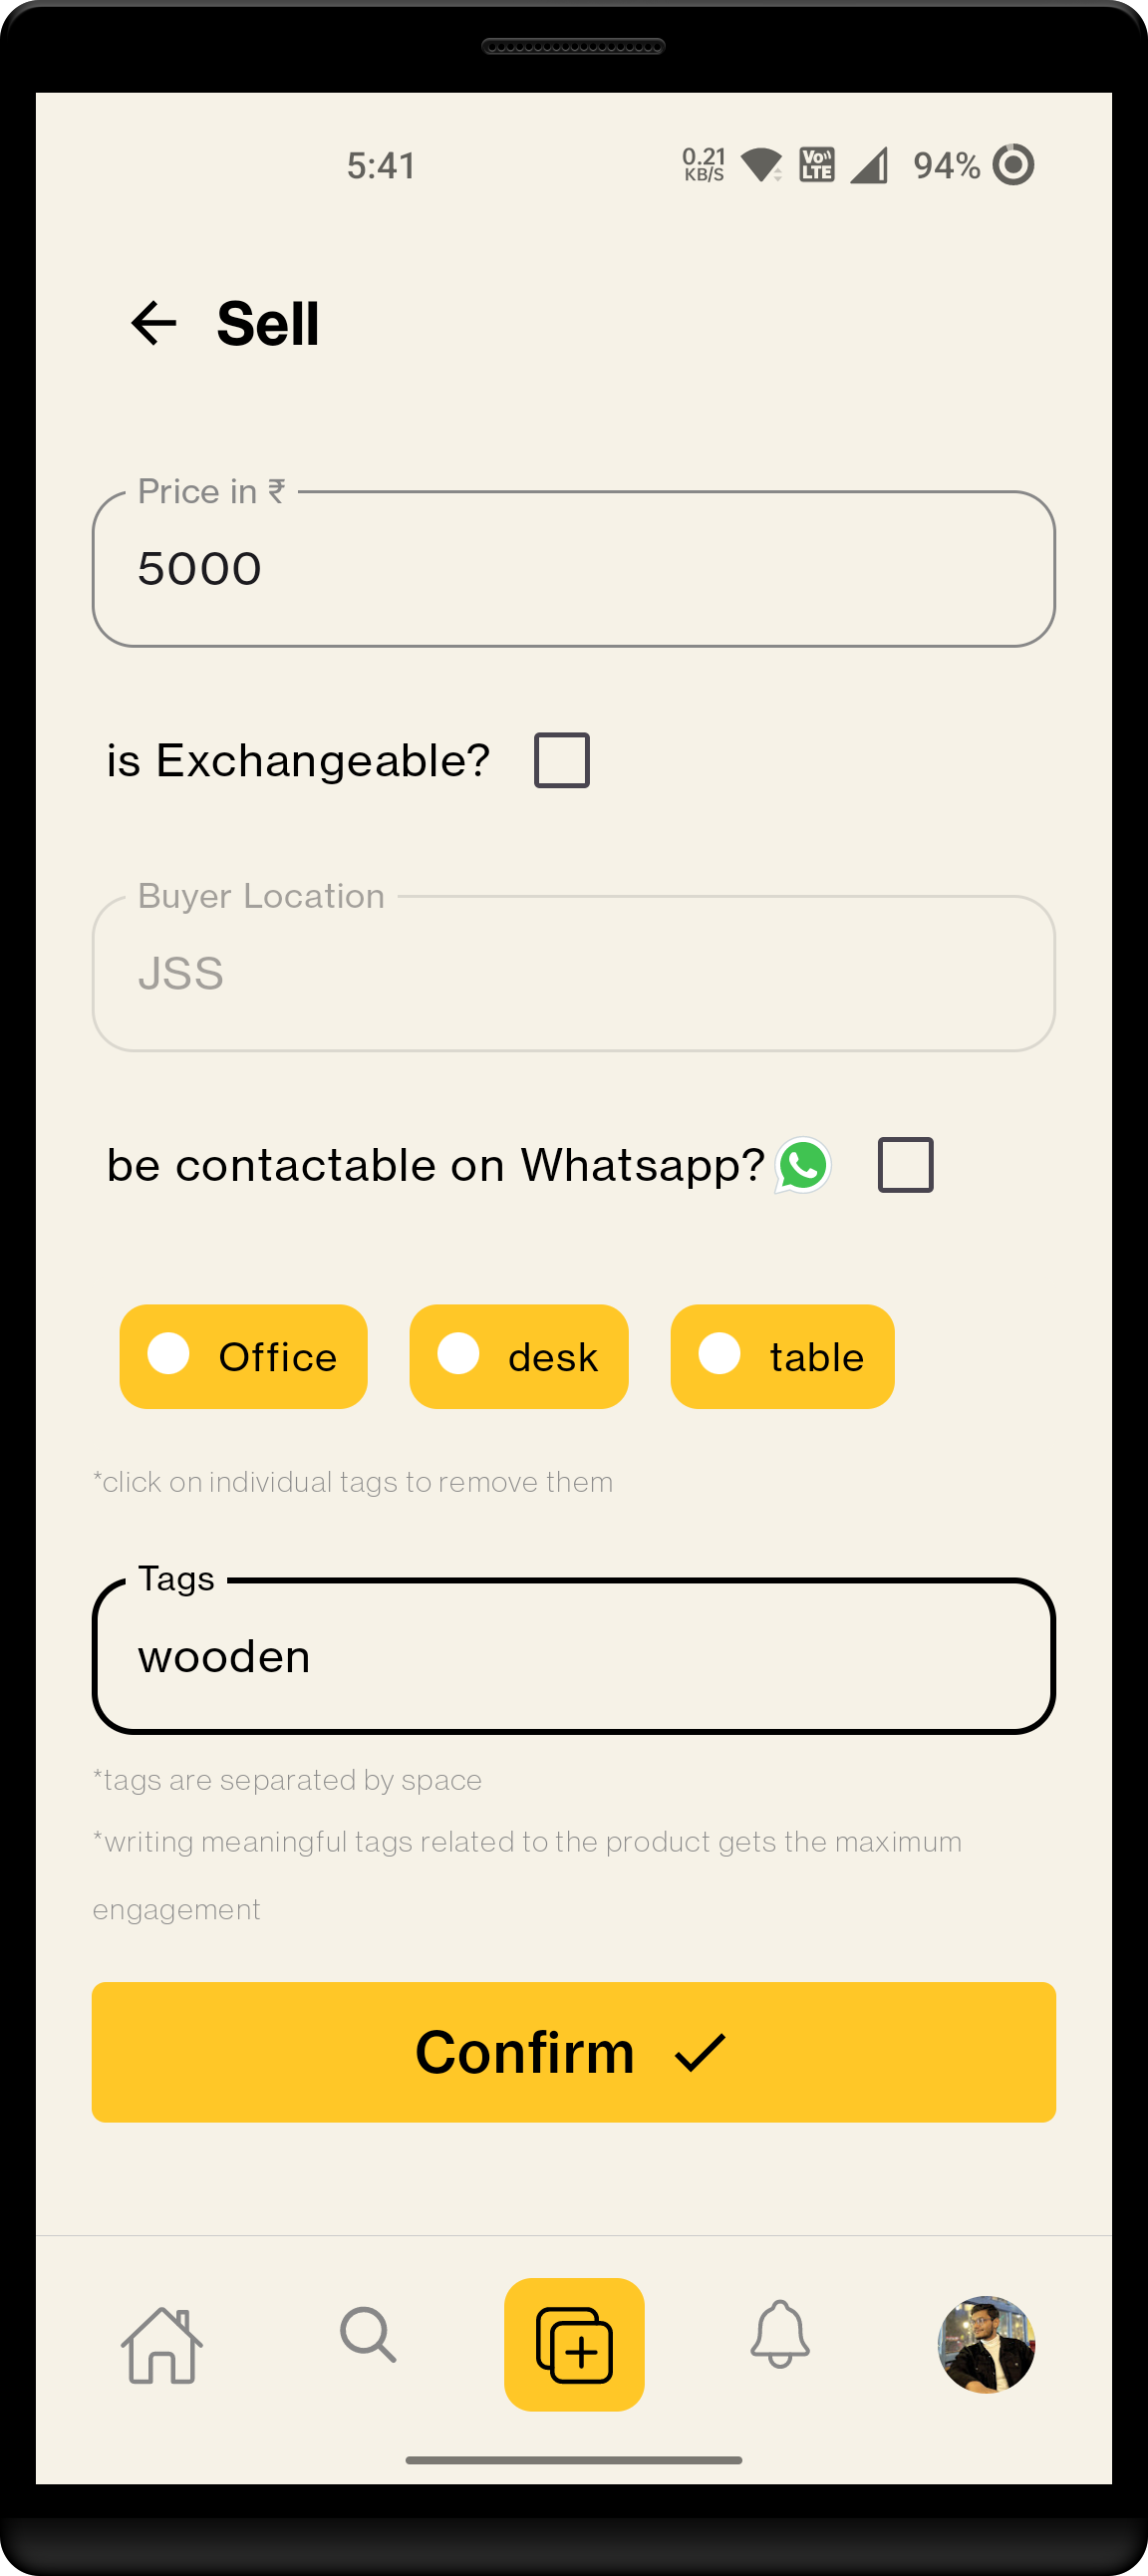 5:41
0.21
KB/S
Vo))
LTE
94%
Sell
Price in ₹
5000
is Exchangeable?
Buyer Location
JSS
be contactable on Whatsapp?
Office desk table
*click on individual tags to remove them
Tags
wooden
*tags are separated by space
*writing meaningful tags related to the product gets the maximum
engagement
Confirm